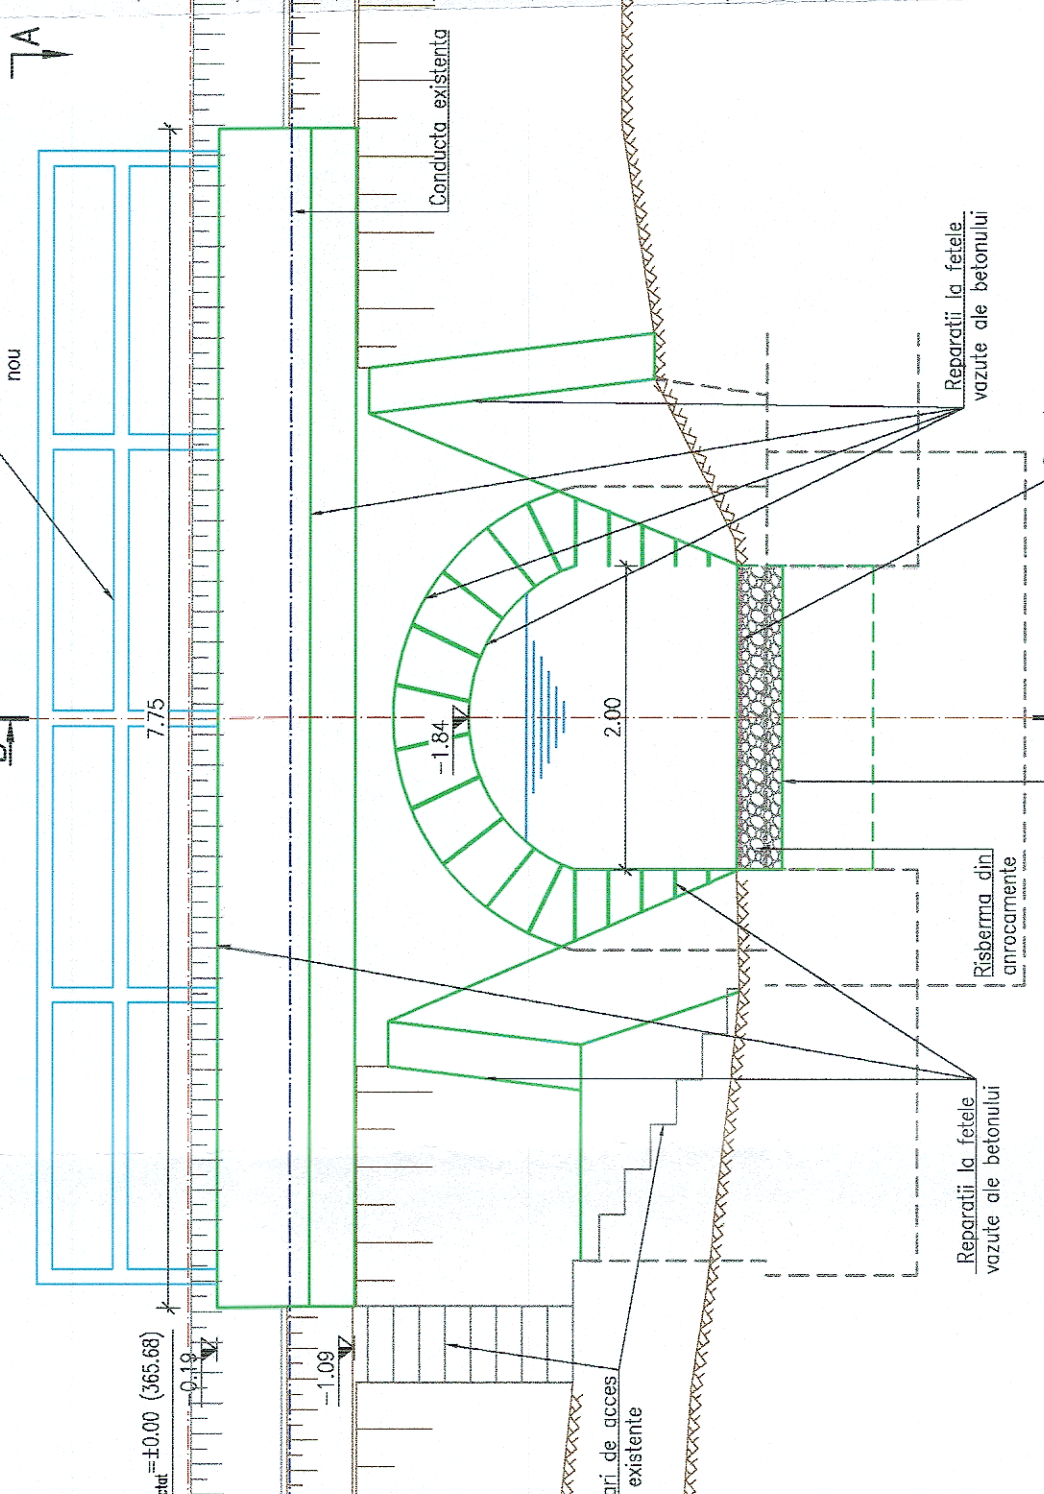 A
nou
Conducta existenta
Reparatii la fetele
vazute ale betonului
7.75
-1.84
2.00
Risberma din
anrocamente
Reparatii la fetele
vazute ale betonului
=±0.00 (365.68)
-0.19
-1.09
de acces
existente